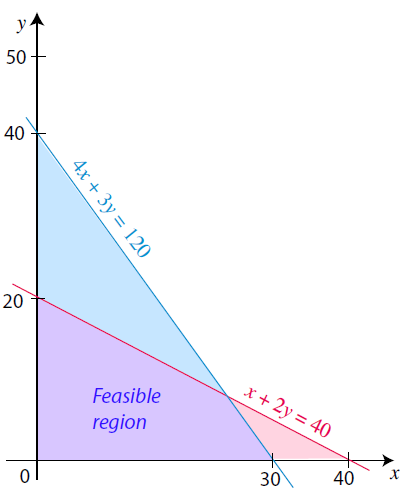 y
50
40
4x + 3y = 120
20
Feasible
region
x + 2y = 40
0
30
40
x